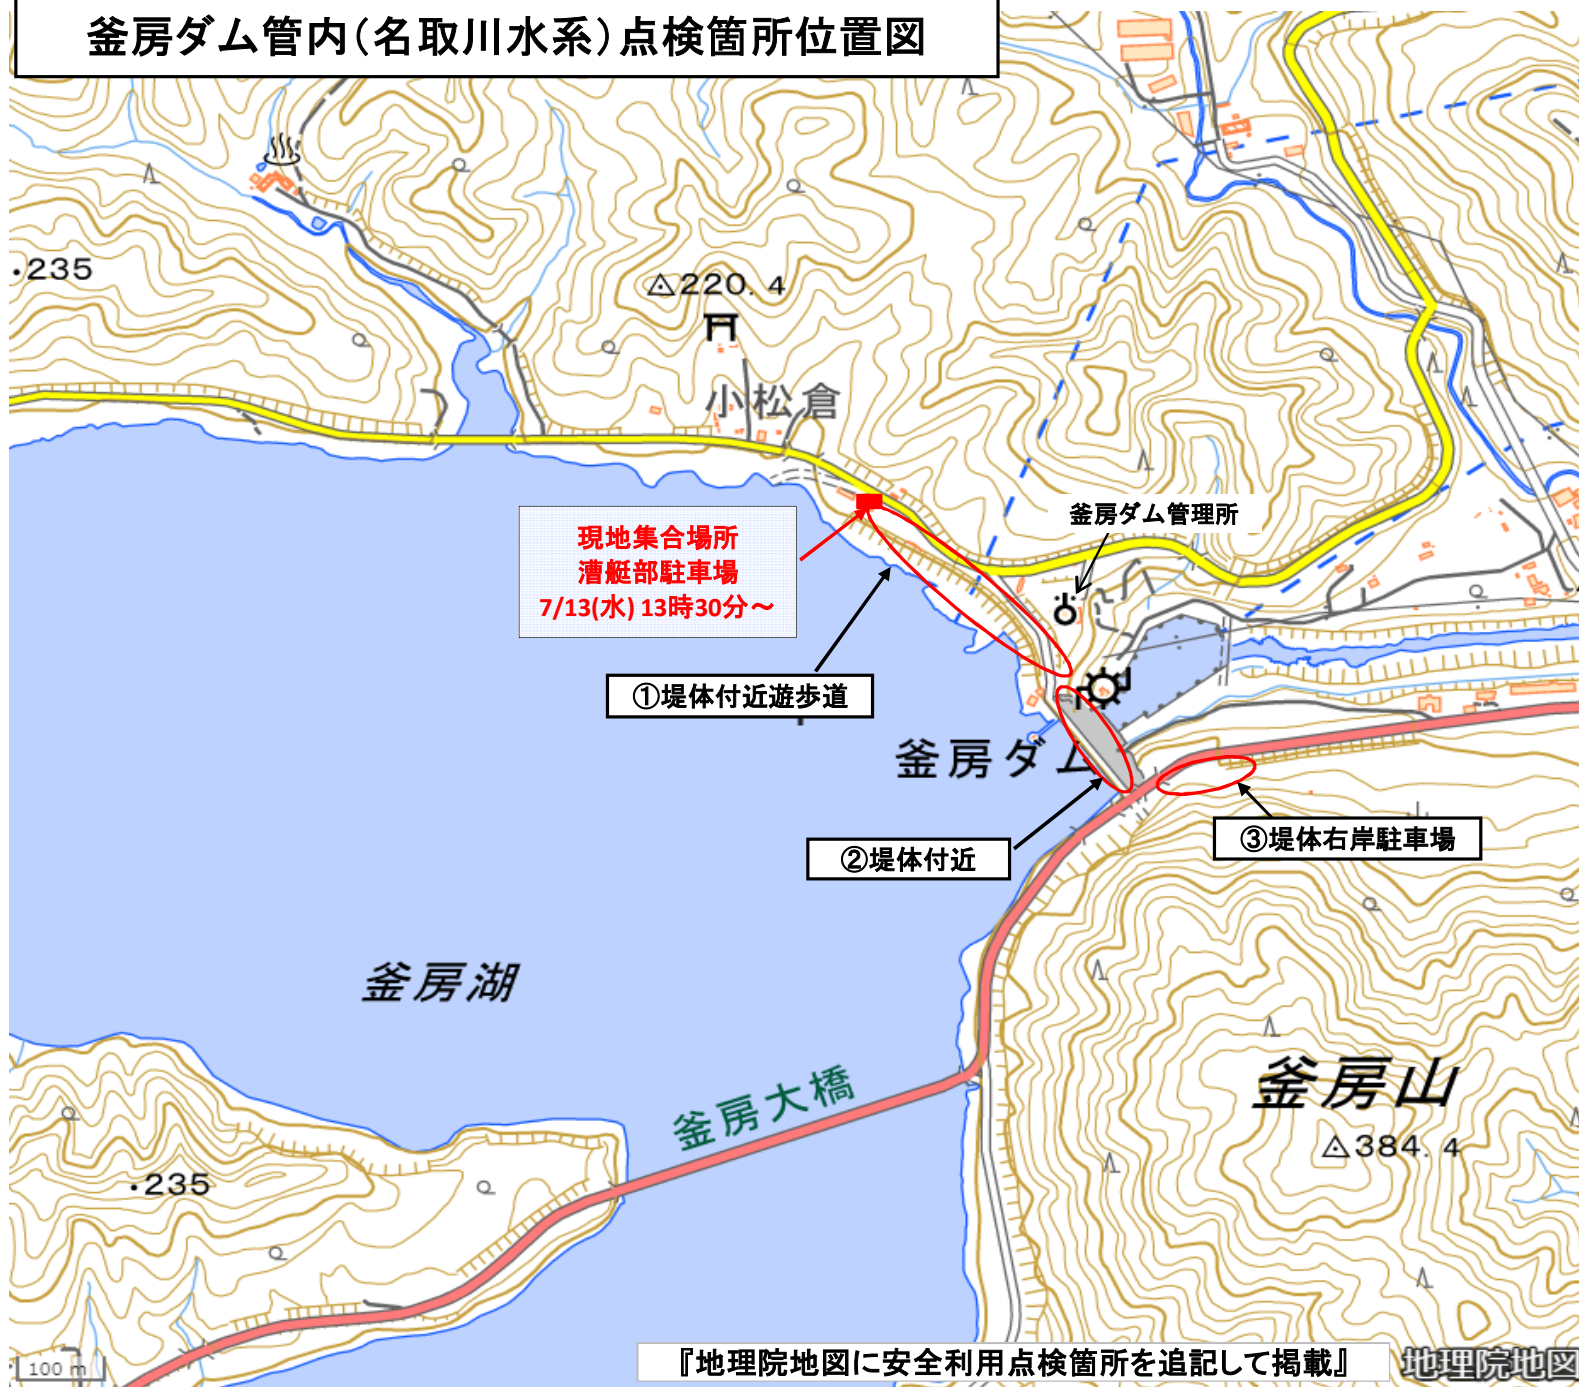 釜房ダム管内(名取川水系)点検箇所位置図
・235
220.4
小松倉
釜房ダム管理所
現地集合場所
漕艇部駐車場
7/13(水) 13時30分～
①堤体付近遊歩道
釜房ダム
②堤体付近
③堤体右岸駐車場
釜房湖
釜房大橋
釜房山
384.4
・235
100 m
『地理院地図に安全利用点検箇所を追記して掲載』
地理院地図